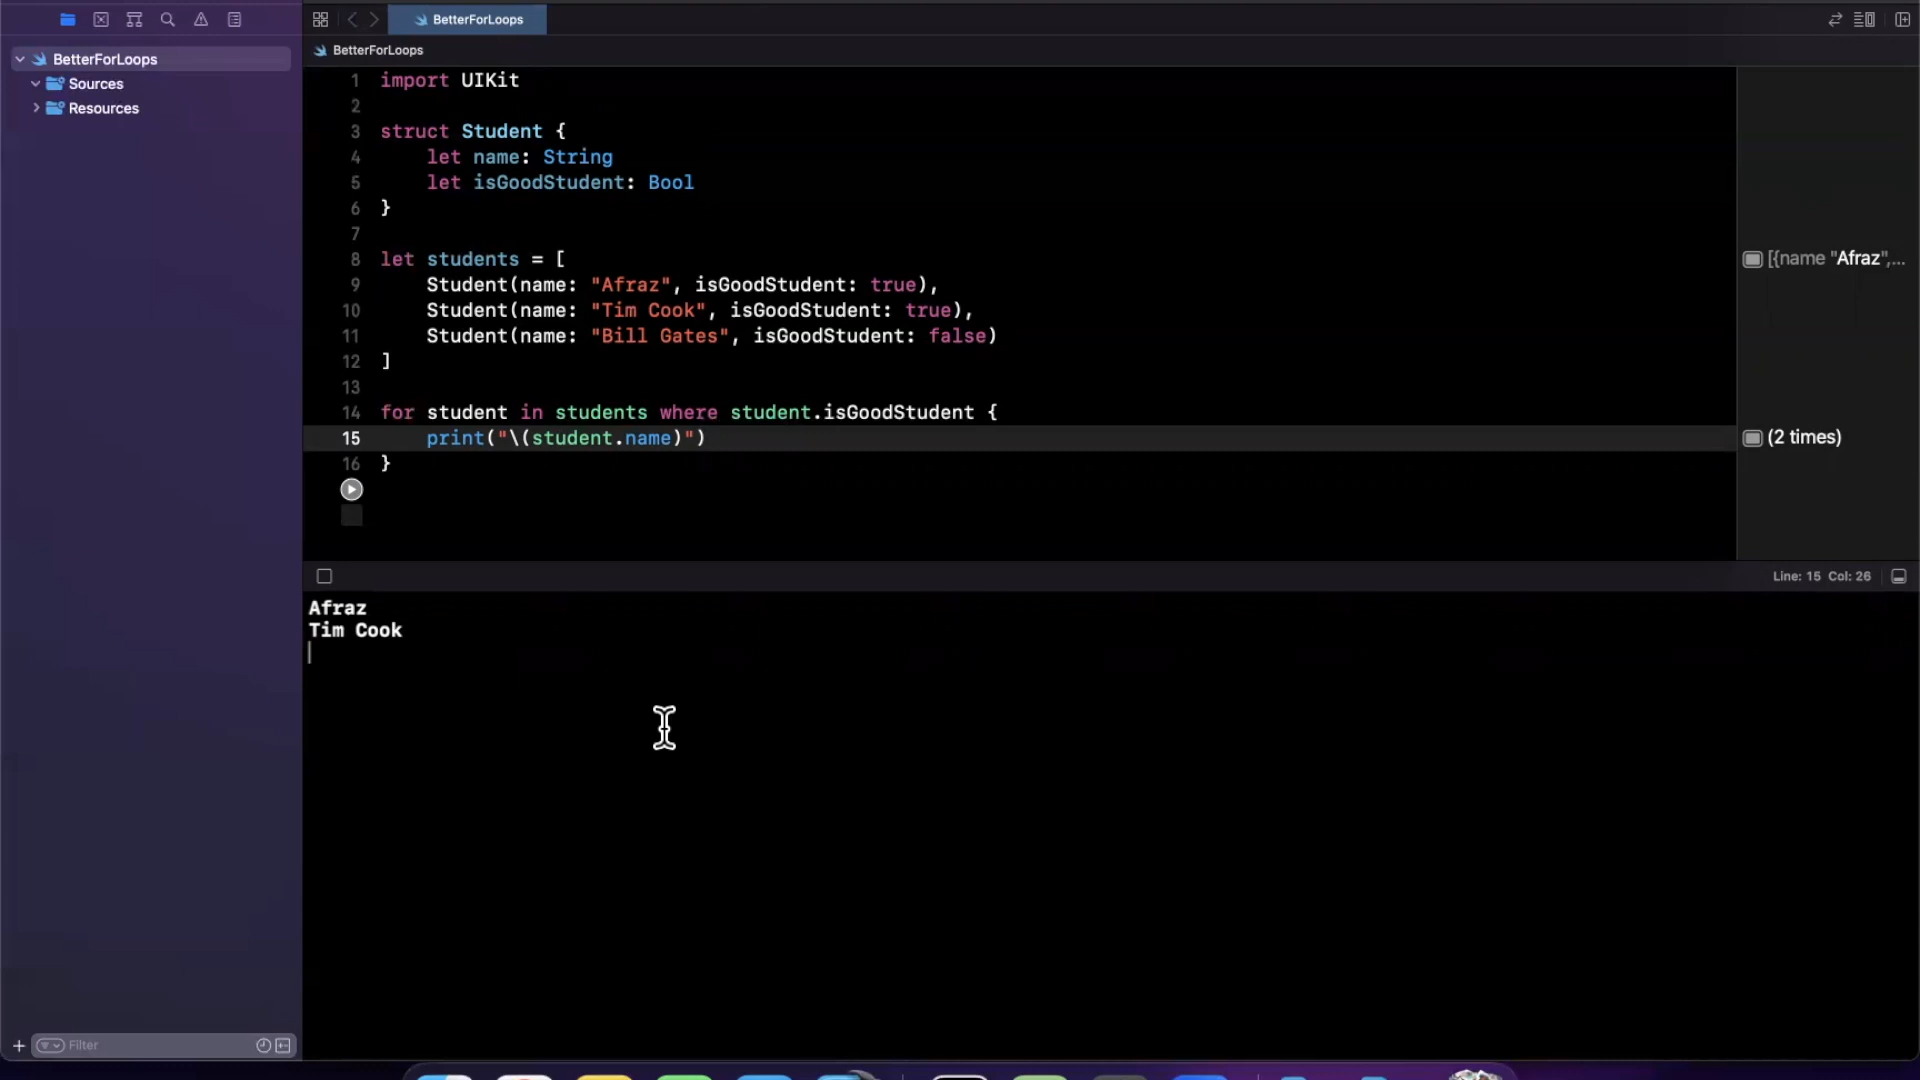 BetterForLoops
BetterForLoops
Sources
Resources
BetterForLoops
1 import UIKit
2
3 struct Student {
4     let name: String
5     let isGoodStudent: Bool
6 }
7
8 let students = [
[{name "Afraz",...
9     Student(name: "Afraz", isGoodStudent: true),
10     Student(name: "Tim Cook", isGoodStudent: true),
11     Student(name: "Bill Gates", isGoodStudent: false)
12 ]
13
14 for student in students where student.isGoodStudent {
15     print("\(student.name)")
(2 times)
16 }
Line: 15 Col: 26
Afraz
Tim Cook
Filter